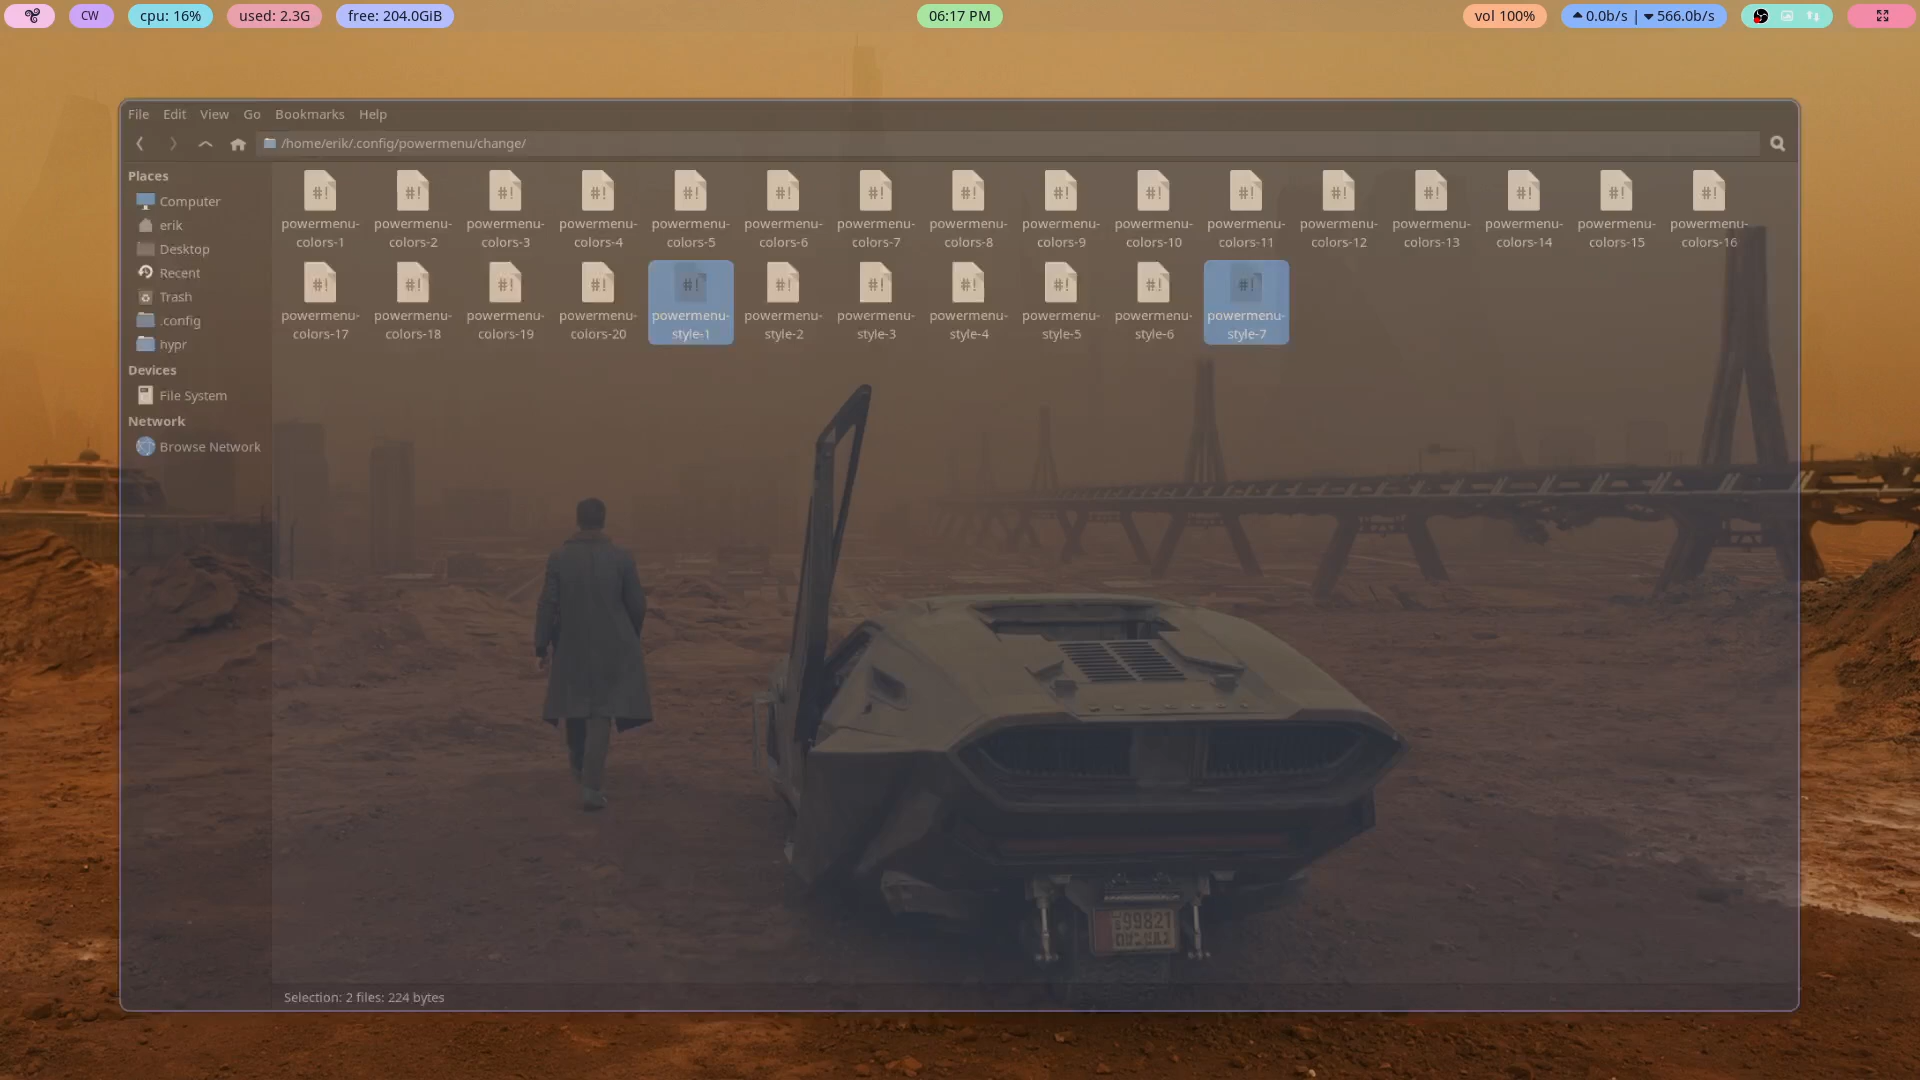 CW
cpu: 16%
used: 2.3G
free: 204.0GiB
06:17 PM
vol 100%
0.0b/s | 566.0b/s
File Edit View Go Bookmarks Help
/home/erik/.config/powermenu/change/
Places
Computer
erik
Desktop
Recent
Trash
.config
hypr
Devices
File System
Network
Browse Network
powermenu-colors-1
powermenu-colors-2
powermenu-colors-3
powermenu-colors-4
powermenu-colors-5
powermenu-colors-6
powermenu-colors-7
powermenu-colors-8
powermenu-colors-9
powermenu-colors-10
powermenu-colors-11
powermenu-colors-12
powermenu-colors-13
powermenu-colors-14
powermenu-colors-15
powermenu-colors-16
powermenu-colors-17
powermenu-colors-18
powermenu-colors-19
powermenu-colors-20
powermenu-style-1
powermenu-style-2
powermenu-style-3
powermenu-style-4
powermenu-style-5
powermenu-style-6
powermenu-style-7
99821
Selection: 2 files: 224 bytes